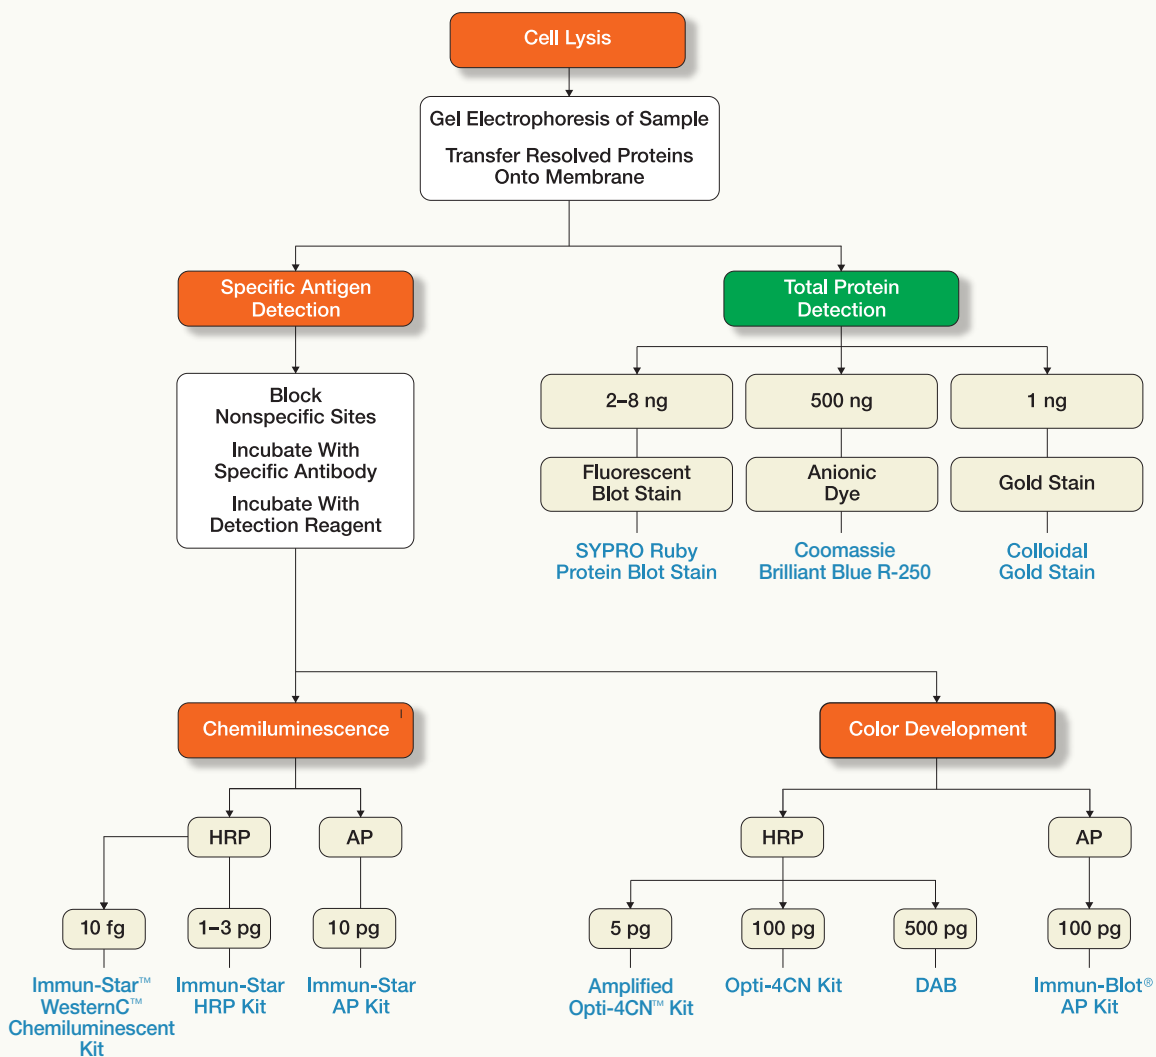 Cell Lysis
Gel Electrophoresis of Sample
Transfer Resolved Proteins
Onto Membrane
Specific Antigen
Detection
Total Protein
Detection
Block
Nonspecific Sites
Incubate With
Specific Antibody
Incubate With
Detection Reagent
2–8 ng
500 ng
1 ng
Fluorescent
Blot Stain
Anionic
Dye
Gold Stain
SYPRO Ruby
Protein Blot Stain
Coomassie
Brilliant Blue R-250
Colloidal
Gold Stain
Chemiluminescence
Color Development
HRP
AP
HRP
AP
10 fg
1–3 pg
10 pg
5 pg
100 pg
500 pg
100 pg
Immun-Star™
WesternC™
Chemiluminescent
Kit
Immun-Star
HRP Kit
Immun-Star
AP Kit
Amplified
Opti-4CN™ Kit
Opti-4CN Kit
DAB
Immun-Blot®
AP Kit